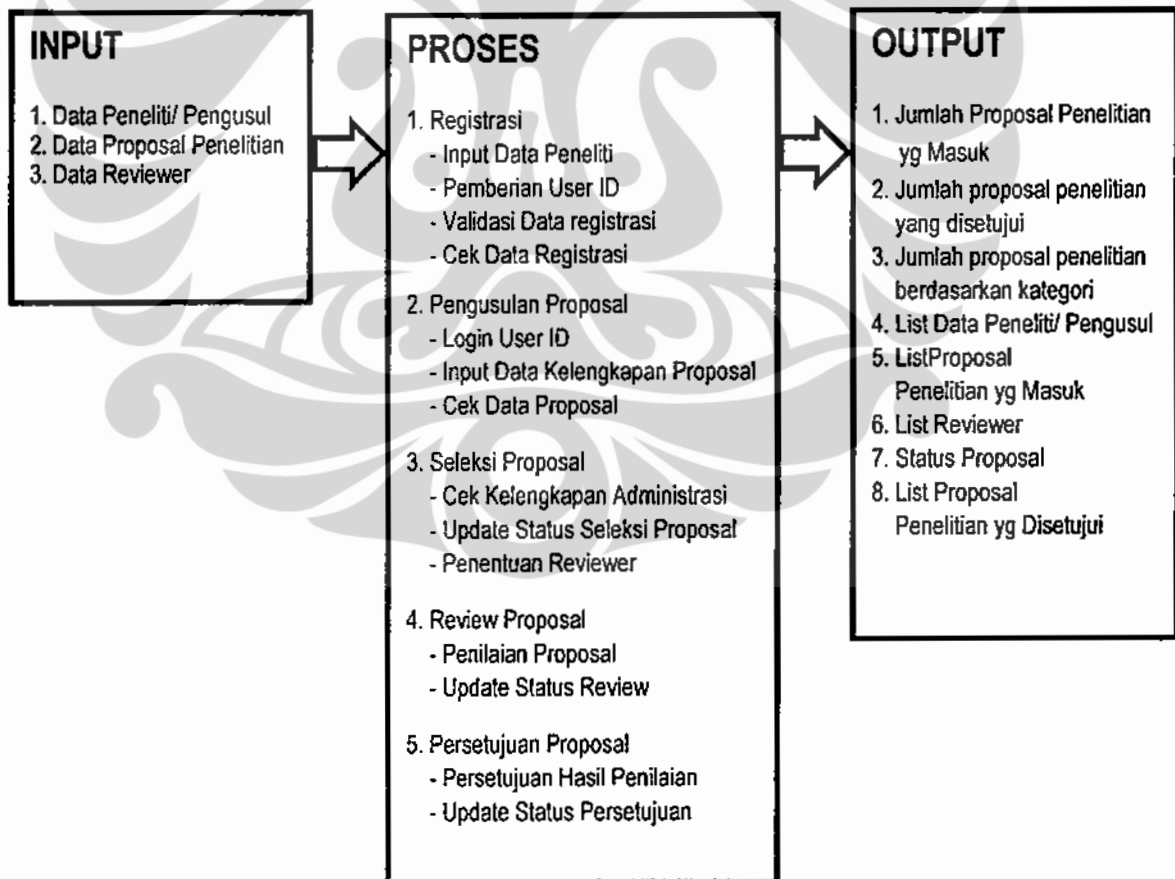 INPUT
1. Data Peneliti/ Pengusul
2. Data Proposal Penelitian
3. Data Reviewer
PROSES
1. Registrasi
- Input Data Peneliti
- Pemberian User ID
- Validasi Data registrasi
- Cek Data Registrasi
2. Pengusulan Proposal
- Login User ID
- Input Data Kelengkapan Proposal
- Cek Data Proposal
3. Seleksi Proposal
- Cek Kelengkapan Administrasi
- Update Status Seleksi Proposal
- Penentuan Reviewer
4. Review Proposal
- Penilaian Proposal
- Update Status Review
5. Persetujuan Proposal
- Persetujuan Hasil Penilaian
- Update Status Persetujuan
OUTPUT
1. Jumlah Proposal Penelitian
yg Masuk
2. Jumlah proposal penelitian
yang disetujui
3. Jumlah proposal penelitian
berdasarkan kategori
4. List Data Peneliti/ Pengusul
5. ListProposal
Penelitian yg Masuk
6. List Reviewer
7. Status Proposal
8. List Proposal
Penelitian yg Disetujui